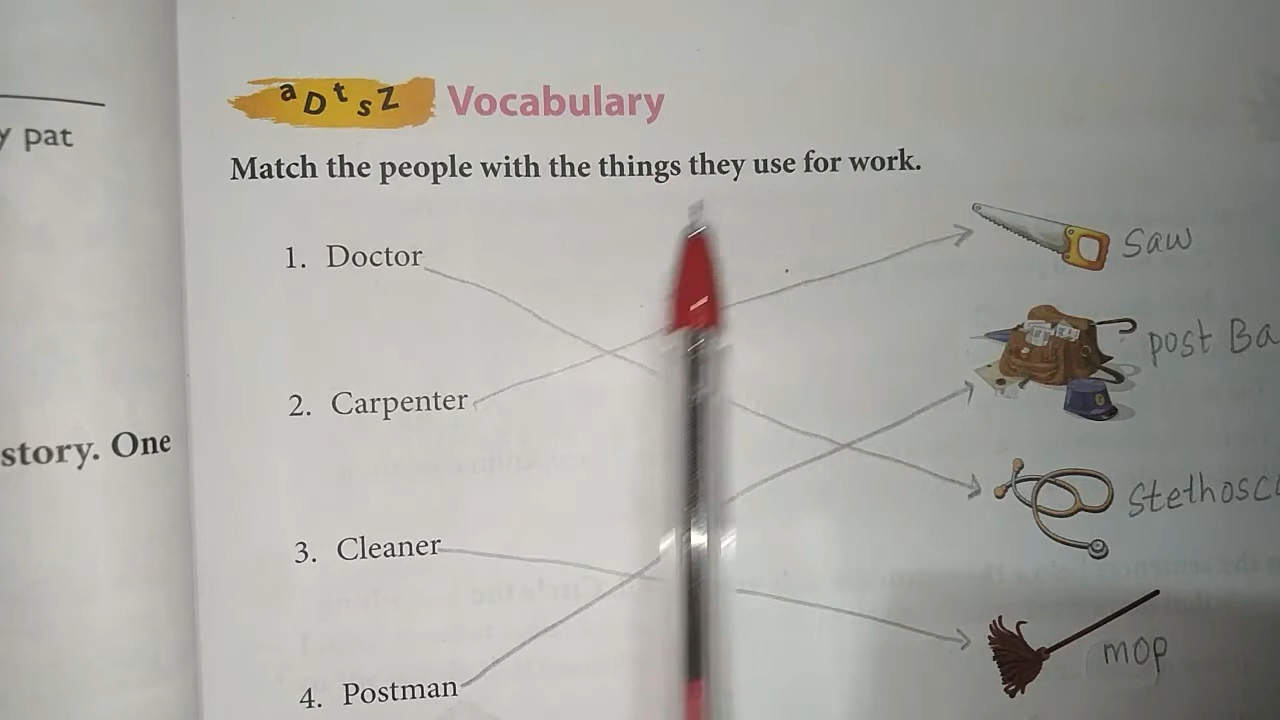 y pat
story. One
aDtsZ Vocabulary
Match the people with the things they use for work.
1. Doctor
saw
post Ba
2. Carpenter
Stethosc
3. Cleaner
mop
4. Postman